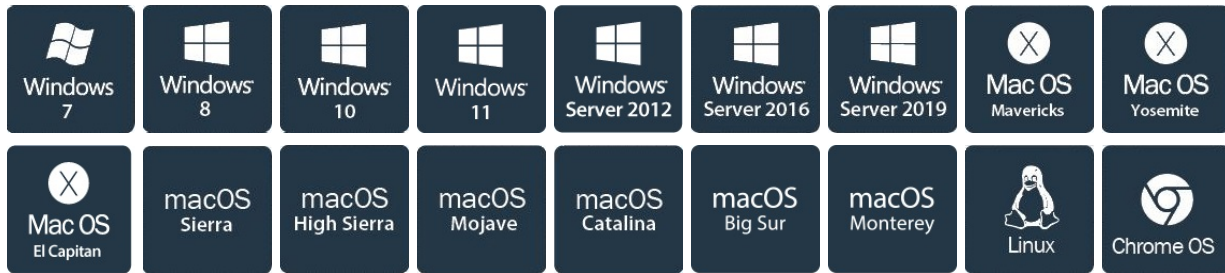 Windows
7
Windows
8
Windows
10
Windows
11
Windows
Server 2012
Windows
Server 2016
Windows
Server 2019
X
Mac OS
Mavericks
X
Mac OS
Yosemite
X
Mac OS
El Capitan
macOS
Sierra
macOS
High Sierra
macOS
Mojave
macOS
Catalina
macOS
Big Sur
macOS
Monterey
Linux
Chrome OS